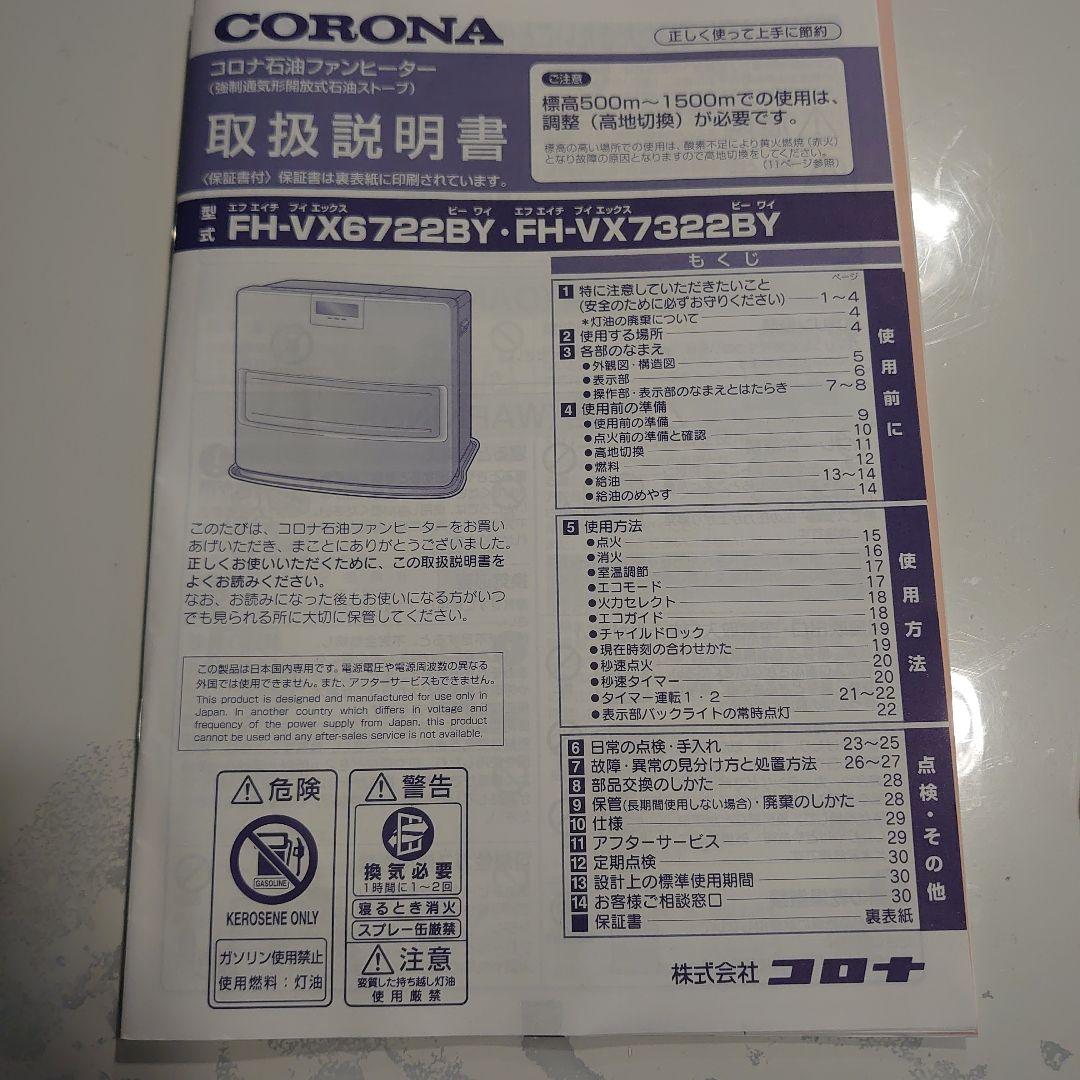 CORONA
正しく使って上手に節約
コロナ石油ファンヒーター
(強制通気形開放式石油ストーブ)
取扱説明書
〈保証書付〉保証書は裏表紙に印刷されています。
ご注意
標高500m～1500mでの使用は、
調整（高地切換）が必要です。
標高の高い場所での使用は、酸素不足により黄火燃焼（赤火）
となり故障の原因となりますので高地切換をしてください。
(11ページ参照)
エフ エイチ ブイ エックス ビー ワイ エフ エイチ ブイ エックス ビー ワイ
型式 FH-VX6722BY・FH-VX7322BY
このたびは、コロナ石油ファンヒーターをお買い
あげいただき、まことにありがとうございました。
正しくお使いいただくために、この取扱説明書を
よくお読みください。
なお、お読みになった後もお使いになる方がいつ
でも見られる所に大切に保管してください。
この製品は日本国内専用です。電源電圧や電源周波数の異なる
外国では使用できません。また、アフターサービスもできません。
This product is designed and manufactured for use only in
Japan. In another country which differs in voltage and
frequency of the power supply from Japan, this product
cannot be used and any after-sales service is not available.
危険
GASOLINE
KEROSENE ONLY
ガソリン使用禁止
使用燃料：灯油
警告
換気必要
1時間に1～2回
寝るとき消火
スプレー缶厳禁
注意
変質した持ち越し灯油
使用厳禁
もくじ
ページ
使用前に
1 特に注意していただきたいこと
(安全のために必ずお守りください) 1～4
*灯油の廃棄について 4
2 使用する場所 4
3 各部のなまえ
●外観図・構造図 5
●表示部 6
●操作部・表示部のなまえとはたらき 7～8
4 使用前の準備
●使用前の準備 9
●点火前の準備と確認 10
●高地切換 11
●燃料 12
●給油 13～14
●給油のめやす 14
使用方法
5 使用方法
●点火 15
●消火 16
●室温調節 17
●エコモード 17
●火力セレクト 18
●エコガイド 18
●チャイルドロック 19
●現在時刻の合わせかた 19
●秒速点火 20
●秒速タイマー 20
●タイマー運転1・2 21～22
●表示部バックライトの常時点灯 22
点検・その他
6 日常の点検・手入れ 23～25
7 故障・異常の見分け方と処置方法 26～27
8 部品交換のしかた 28
9 保管(長期間使用しない場合)・廃棄のしかた 28
10 仕様 29
11 アフターサービス 29
12 定期点検 30
13 設計上の標準使用期間 30
14 お客様ご相談窓口 30
■ 保証書 裏表紙
株式会社 コロナ